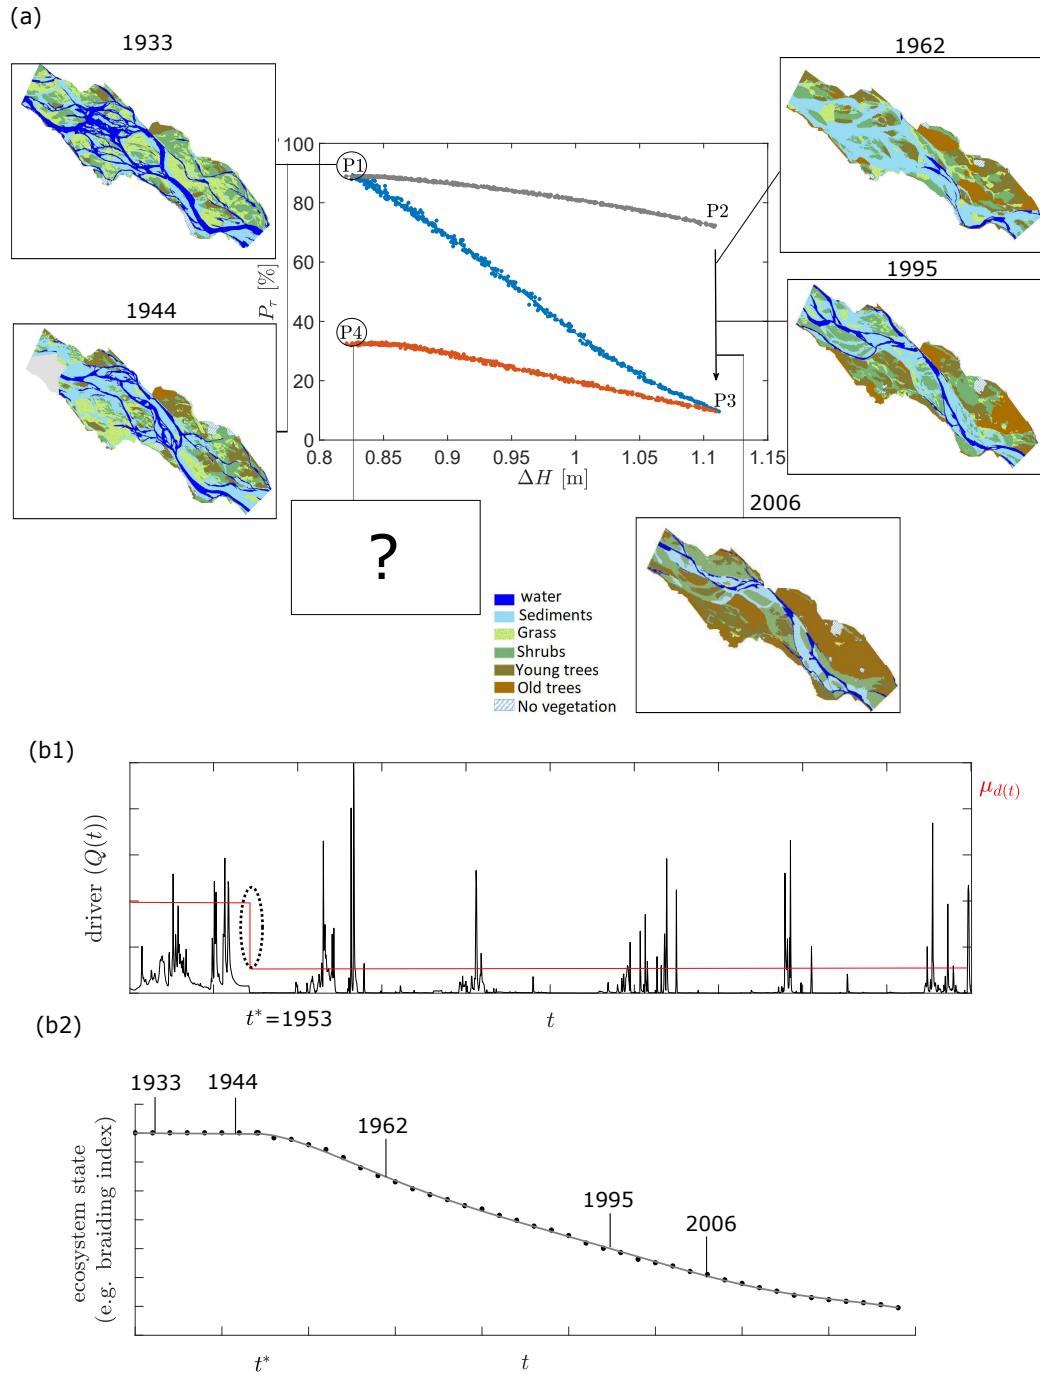 (a)
1933
1962
100
P1
80
P2
60
P_τ [%]
1995
1944
40
P4
20
P3
0
0.8
0.85
0.9
0.95
1
1.05
1.1
1.15
ΔH [m]
2006
?
water
Sediments
Grass
Shrubs
Young trees
Old trees
No vegetation
(b1)
μ_d(t)
driver (Q(t))
t*=1953
t
(b2)
1933
1944
1962
1995
2006
ecosystem state
(e.g. braiding index)
t*
t